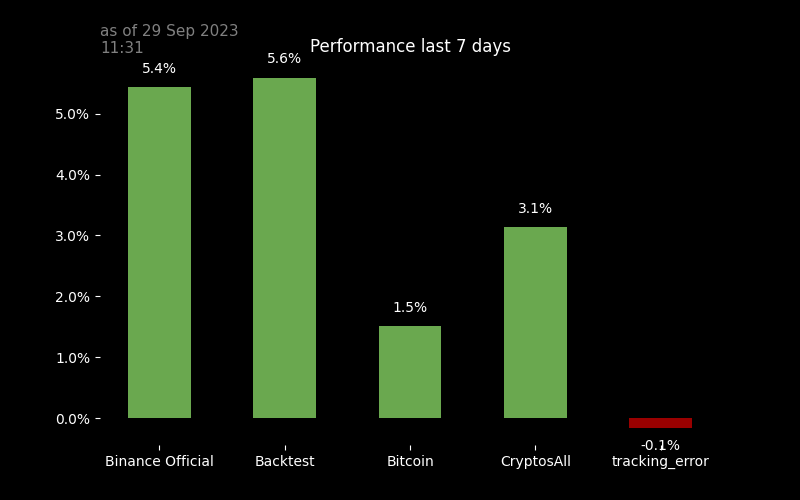 as of 29 Sep 2023
11:31
Performance last 7 days
5.4%
5.6%
1.5%
3.1%
-0.1%
5.0%
4.0%
3.0%
2.0%
1.0%
0.0%
Binance Official
Backtest
Bitcoin
CryptosAll
tracking_error